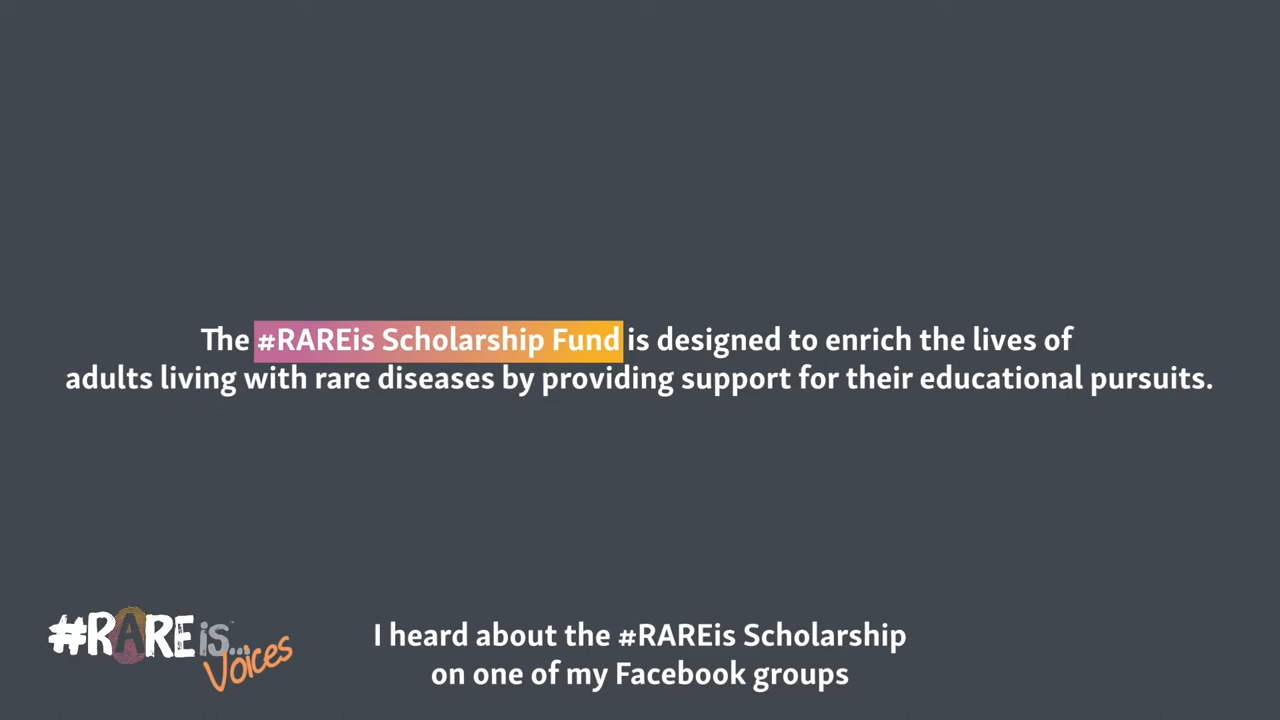 The #RAREis Scholarship Fund is designed to enrich the lives of
adults living with rare diseases by providing support for their educational pursuits.
#RAREis...™
Voices
I heard about the #RAREis Scholarship
on one of my Facebook groups